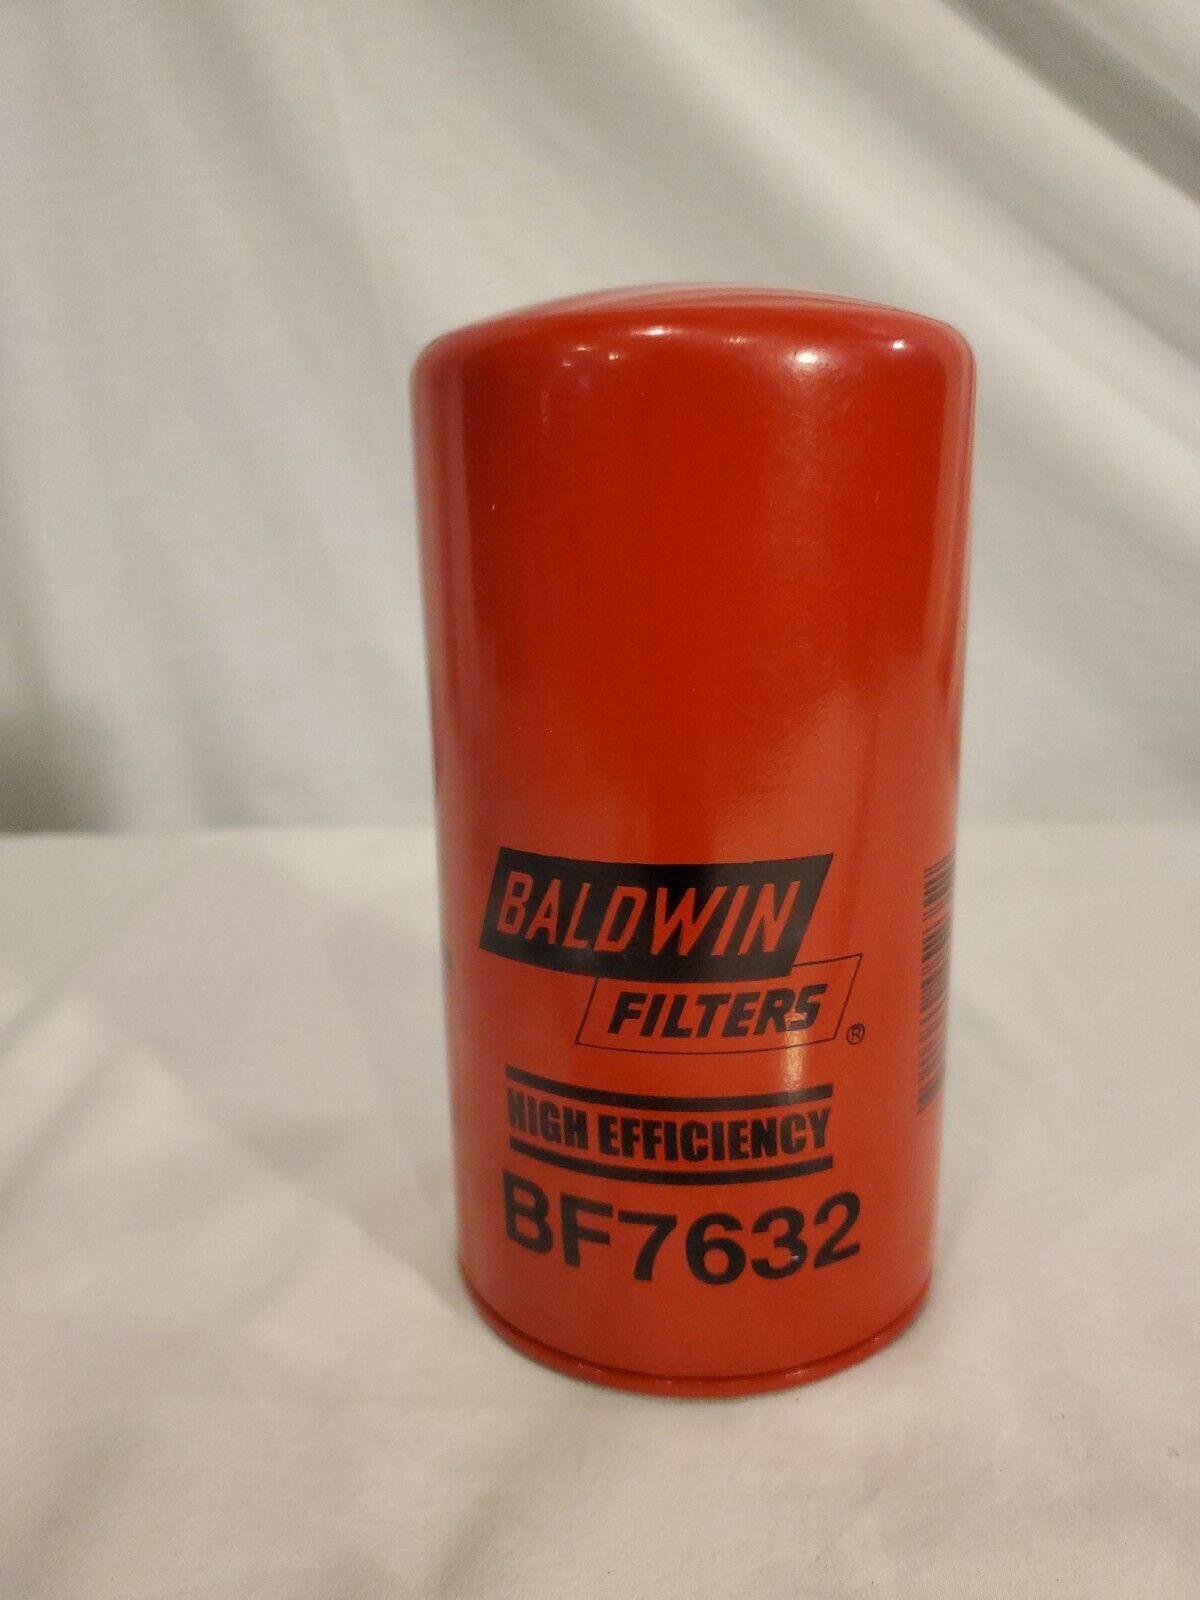 BALDWIN
FILTERS ®
HIGH EFFICIENCY
BF7632